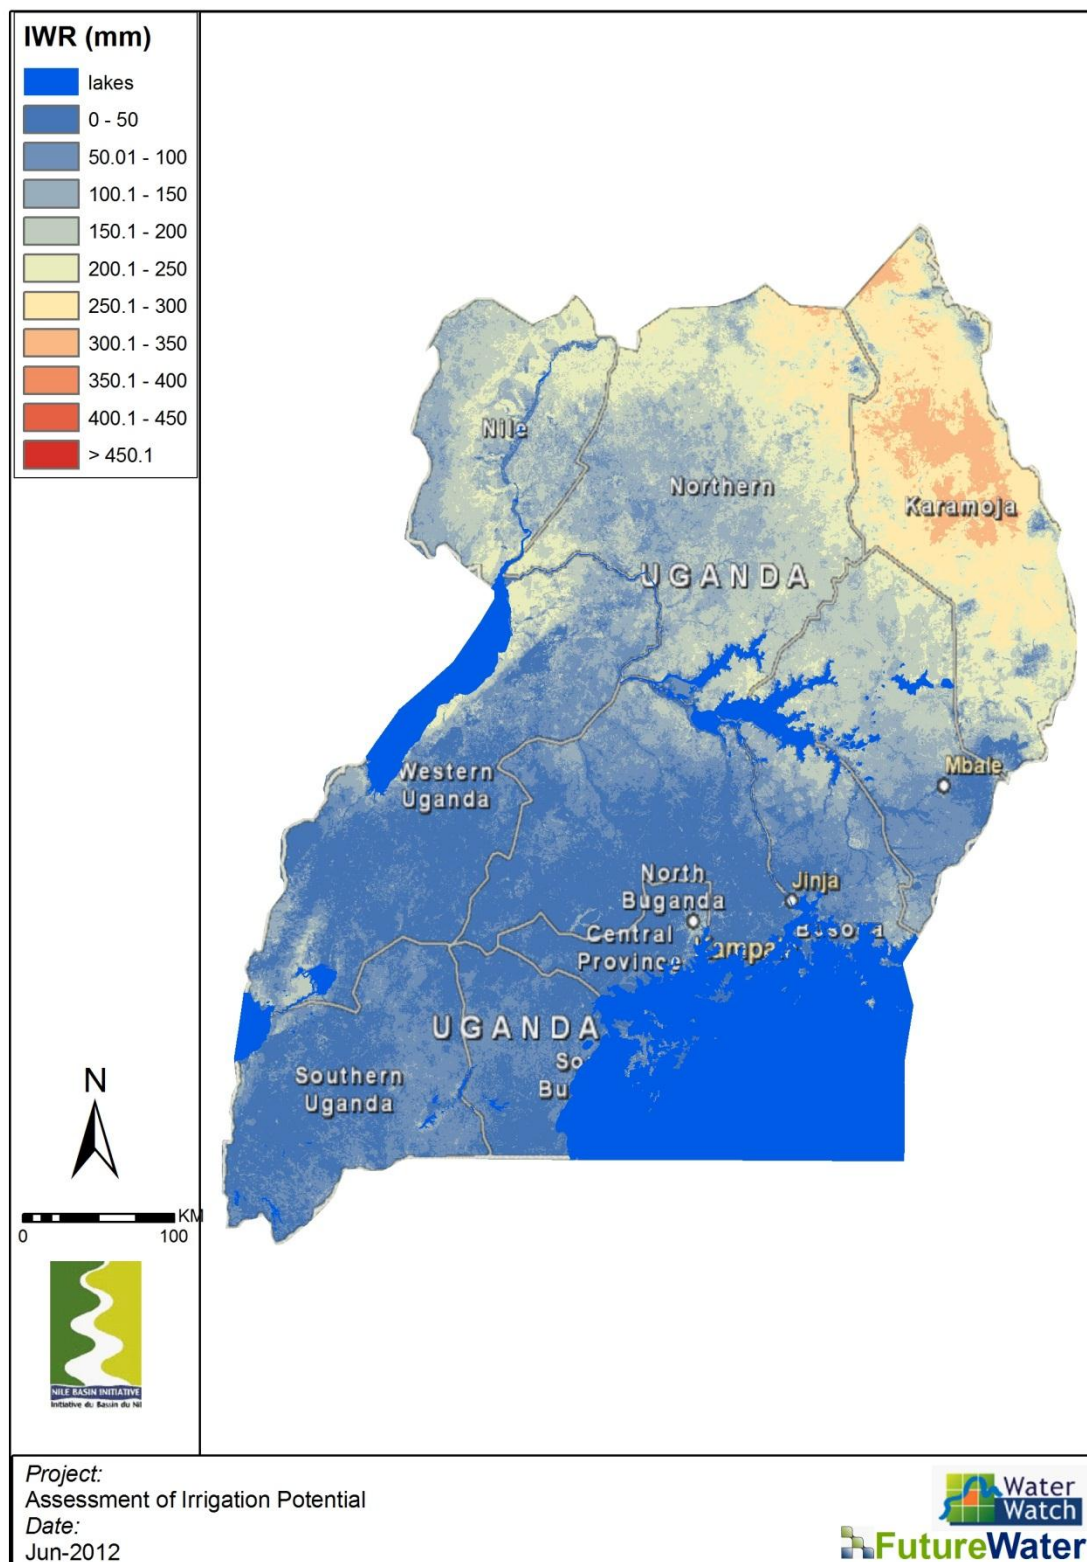 IWR (mm)
lakes
0 - 50
50.01 - 100
100.1 - 150
150.1 - 200
200.1 - 250
250.1 - 300
300.1 - 350
350.1 - 400
400.1 - 450
> 450.1
Nile
Northern
Karamoja
UGANDA
Mbale
Western
Uganda
North
Buganda
Jinja
Central
Province
UGANDA
So
Bu
Southern
Uganda
N
KM
0 100
NILE BASIN INITIATIVE
Initiative du Bassin du Nil
Project:
Assessment of Irrigation Potential
Date:
Jun-2012
Water
Watch
FutureWater